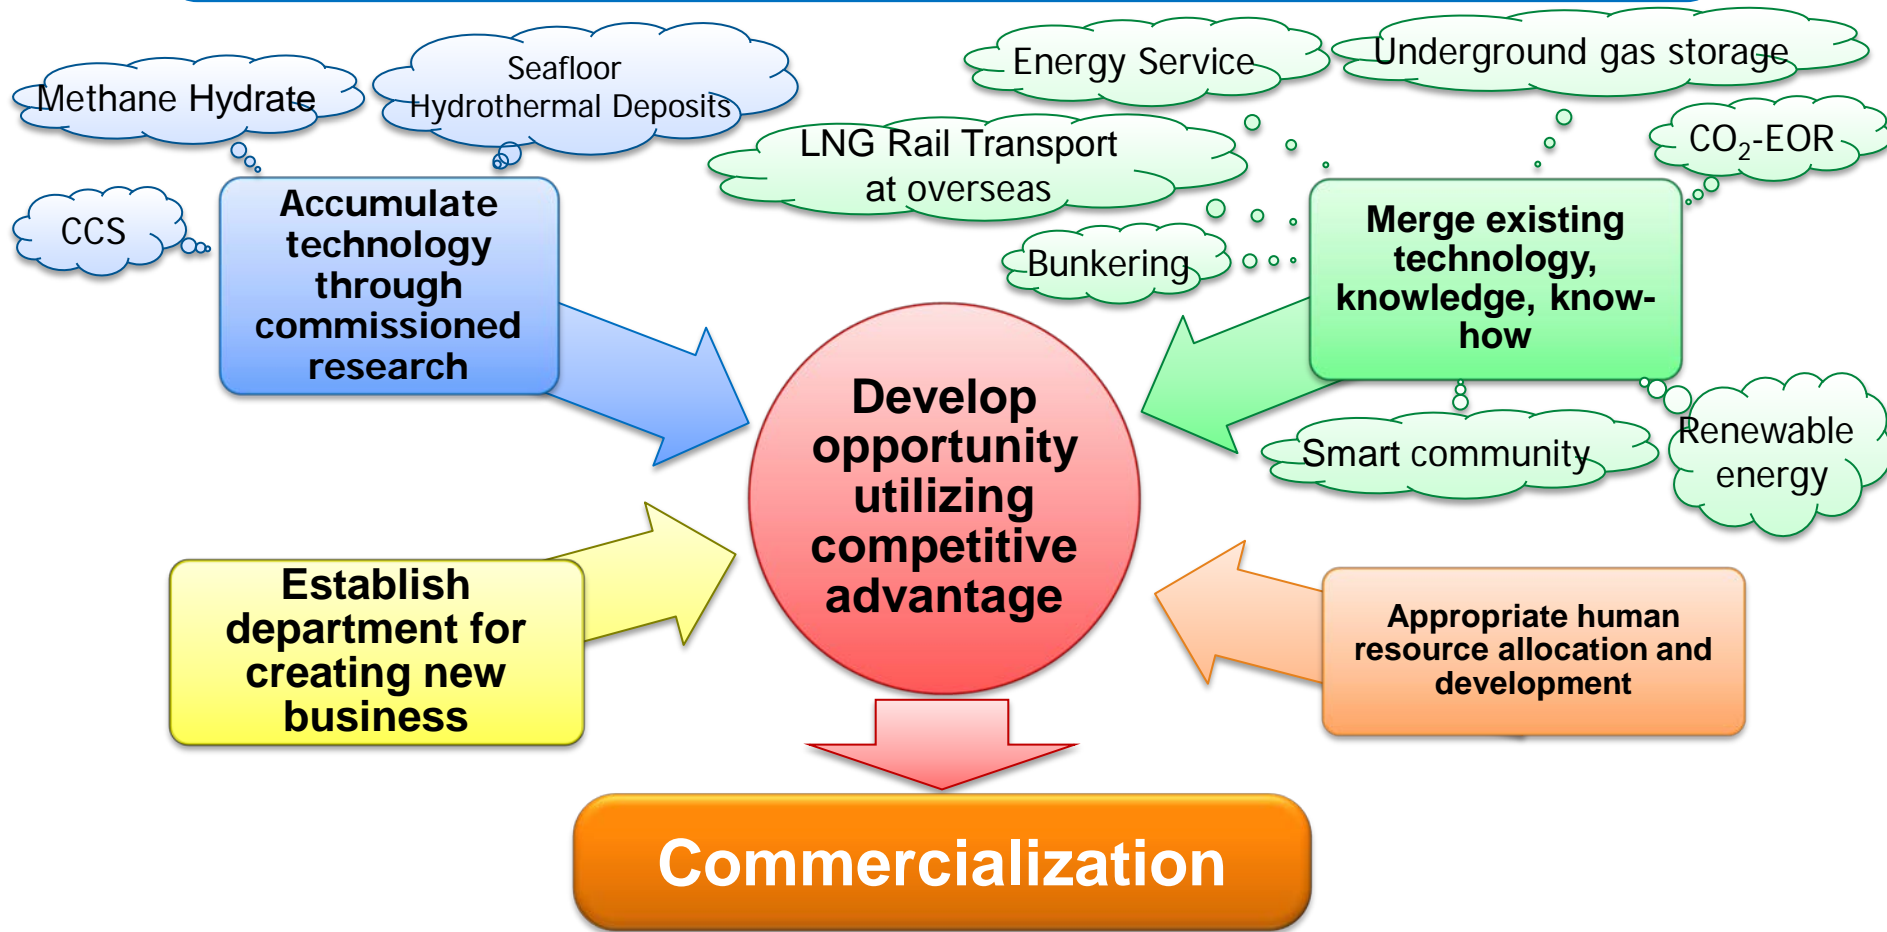 Methane Hydrate
Seafloor
Hydrothermal Deposits
CCS
Accumulate
technology
through
commissioned
research
Energy Service
Underground gas storage
LNG Rail Transport
at overseas
CO₂-EOR
Bunkering
Merge existing
technology,
knowledge, know-
how
Smart community
Renewable
energy
Develop
opportunity
utilizing
competitive
advantage
Establish
department for
creating new
business
Appropriate human
resource allocation and
development
Commercialization